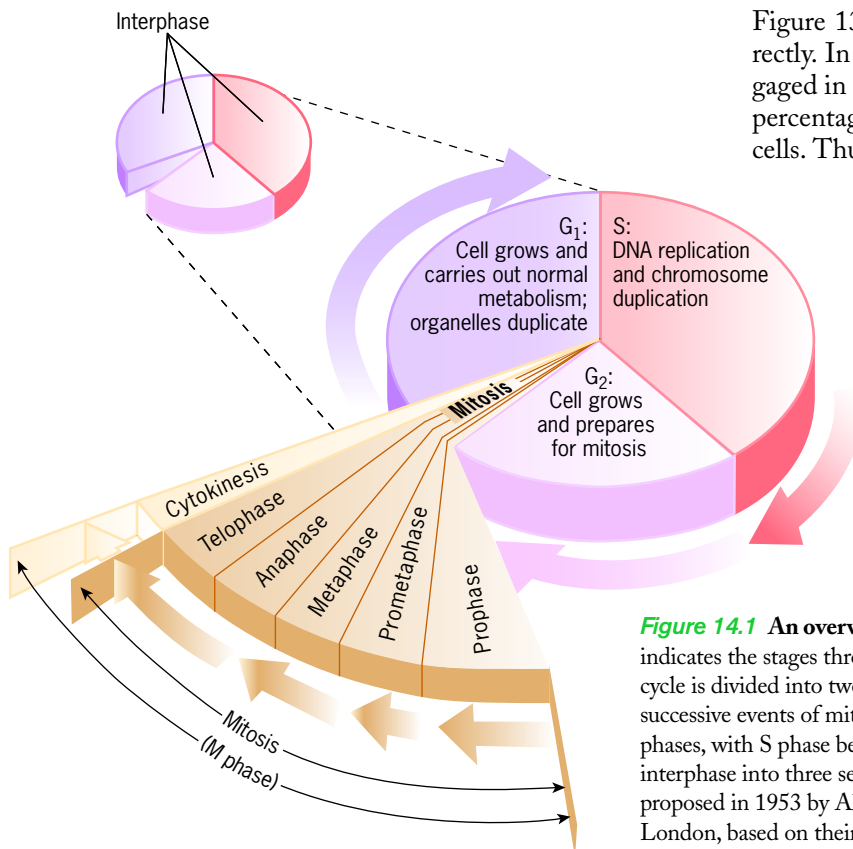 Interphase
Figure 13
rectly. In
gaged in
percentag
cells. Thu
G1:
Cell grows and
carries out normal
metabolism;
organelles duplicate
S:
DNA replication
and chromosome
duplication
G2:
Cell grows
and prepares
for mitosis
Mitosis
Cytokinesis
Telophase
Anaphase
Metaphase
Prometaphase
Prophase
Mitosis
(M phase)
Figure 14.1 An overv
indicates the stages thro
cycle is divided into two
successive events of mit
phases, with S phase be
interphase into three se
proposed in 1953 by Al
London, based on their